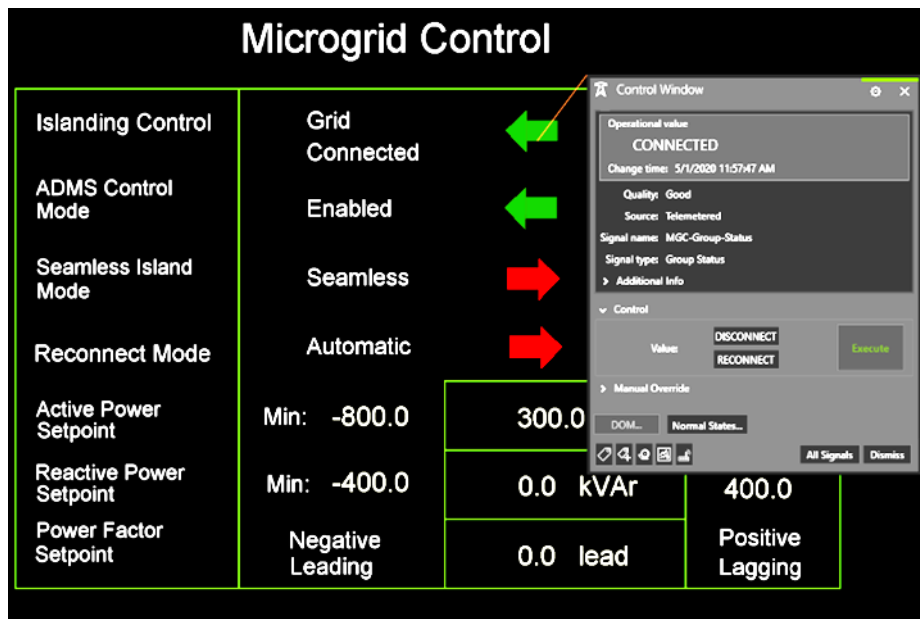 Microgrid Control
Islanding Control
Grid
Connected
ADMS Control
Mode
Enabled
Seamless Island
Mode
Seamless
Reconnect Mode
Automatic
Active Power
Setpoint
Min: -800.0
300.0
Reactive Power
Setpoint
Min: -400.0
0.0 kVAr
400.0
Power Factor
Setpoint
Negative
Leading
0.0 lead
Positive
Lagging
Control Window
Operational value
CONNECTED
Change time: 5/1/2020 11:57:47 AM
Quality: Good
Source: Telemetered
Signal name: MGC-Group-Status
Signal type: Group Status
> Additional Info
Control
Value:
DISCONNECT
RECONNECT
Execute
> Manual Override
DOM... Normal States...
All Signals Dismiss